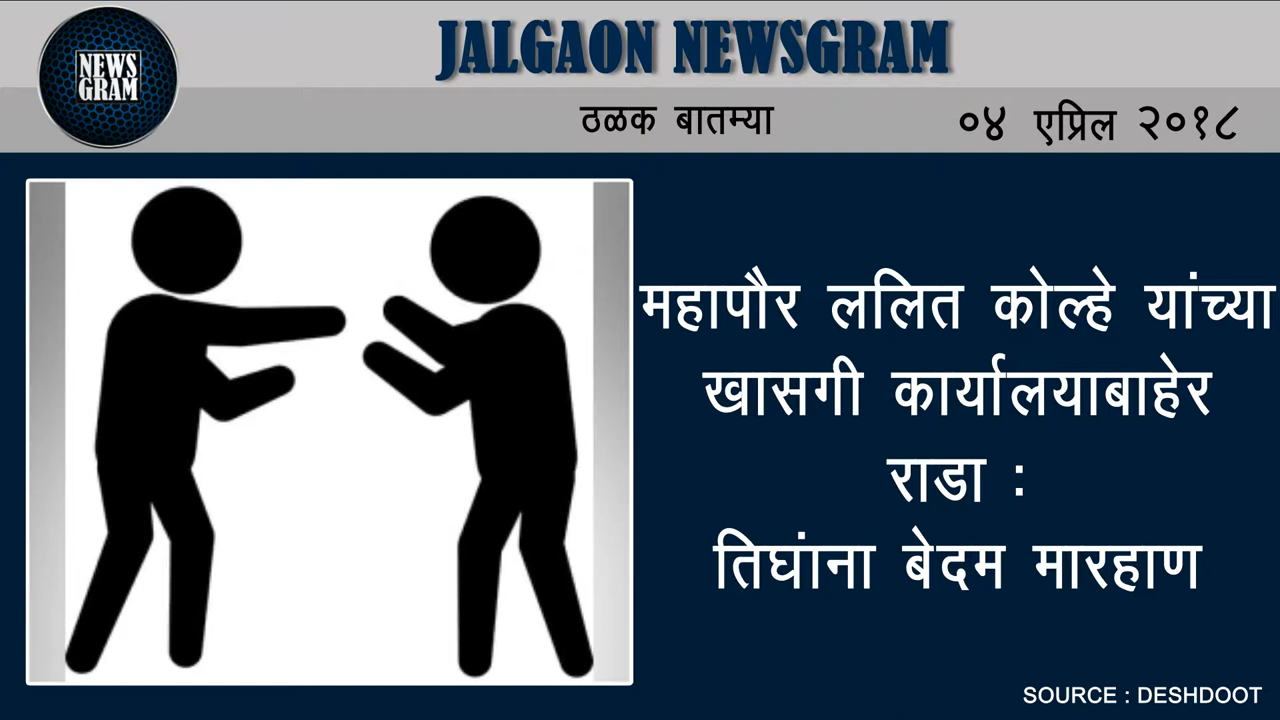 NEWS
GRAM
JALGAON NEWSGRAM
ठळक बातम्या
०४ एप्रिल २०१८
महापौर ललित कोल्हे यांच्या
खासगी कार्यालयाबाहेर
राडा :
तिघांना बेदम मारहाण
SOURCE : DESHDOOT